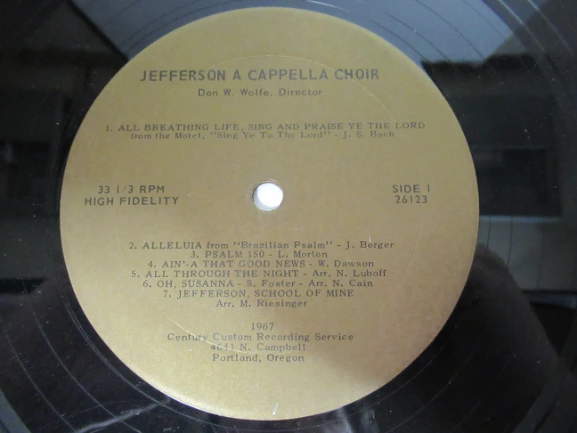 JEFFERSON A CAPPELLA CHOIR
Don W. Wolfe, Director
1. ALL BREATHING LIFE, SING AND PRAISE YE THE LORD
from the Motet, "Sing Ye To The Lord" - J. S. Bach
33 1/3 RPM
HIGH FIDELITY
SIDE 1
26123
2. ALLELUIA from "Brazilian Psalm" - J. Berger
3. PSALM 150 - L. Morton
4. AIN'-A THAT GOOD NEWS - W. Dawson
5. ALL THROUGH THE NIGHT - Arr. N. Luboff
6. OH, SUSANNA - S. Foster - Arr. N. Cain
7. JEFFERSON, SCHOOL OF MINE
Arr. M. Riesinger
1967
Century Custom Recording Service
4641 N. Campbell
Portland, Oregon